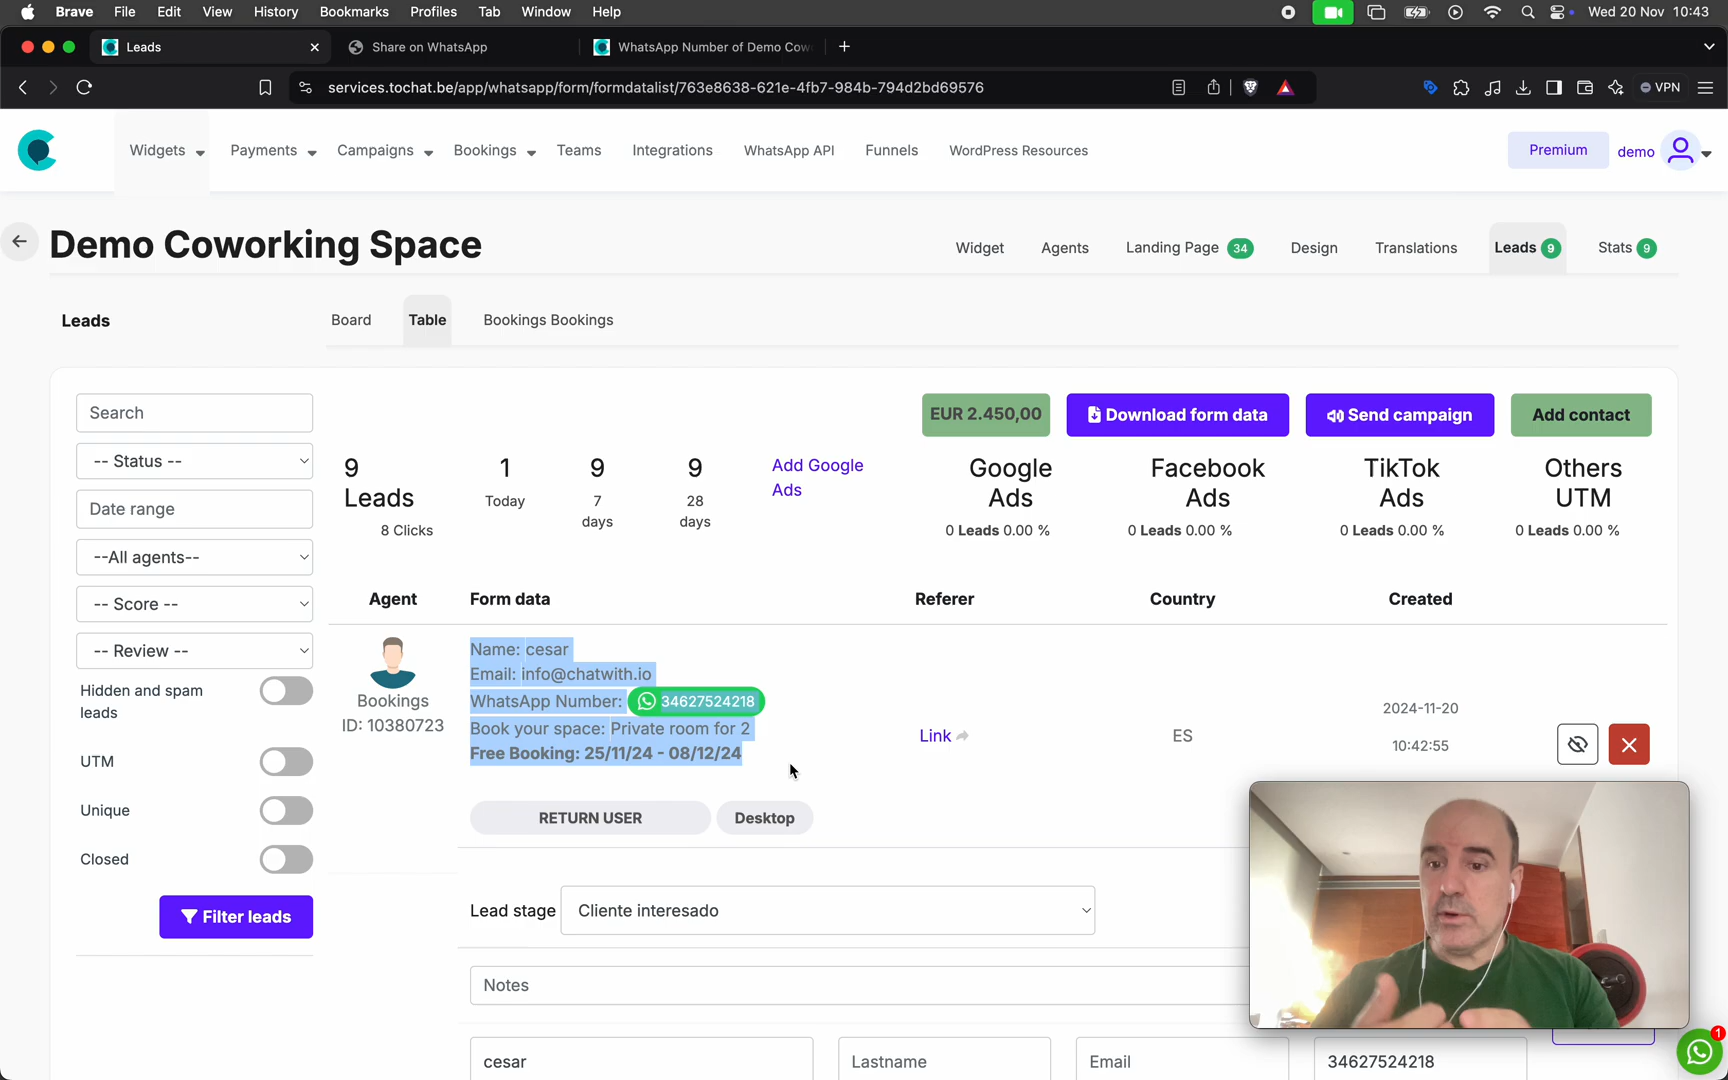 Brave File Edit View History Bookmarks Profiles Tab Window Help Wed 20 Nov 10:43
Leads Share on WhatsApp WhatsApp Number of Demo Cow
services.tochat.be/app/whatsapp/form/formdatalist/763e8638-621e-4fb7-984b-794d2bd69576 VPN
Widgets Payments Campaigns Bookings Teams Integrations WhatsApp API Funnels WordPress Resources Premium demo
Demo Coworking Space
Widget Agents Landing Page 34 Design Translations Leads 9 Stats 9
Leads
Board Table Bookings Bookings
Search
-- Status --
Date range
--All agents--
-- Score --
-- Review --
Hidden and spam
leads
UTM
Unique
Closed
Filter leads
EUR 2.450,00 Download form data Send campaign Add contact
9
Leads
8 Clicks
1
Today
9
7
days
9
28
days
Add Google
Ads
Google
Ads
0 Leads 0.00 %
Facebook
Ads
0 Leads 0.00 %
TikTok
Ads
0 Leads 0.00 %
Others
UTM
0 Leads 0.00 %
Agent Form data Referer Country Created
Bookings
ID: 10380723
Name: cesar
Email: info@chatwith.io
WhatsApp Number: 34627524218
Book your space: Private room for 2
Free Booking: 25/11/24 - 08/12/24
Link
ES
2024-11-20
10:42:55
RETURN USER Desktop
Lead stage Cliente interesado
Notes
cesar Lastname Email 34627524218
1